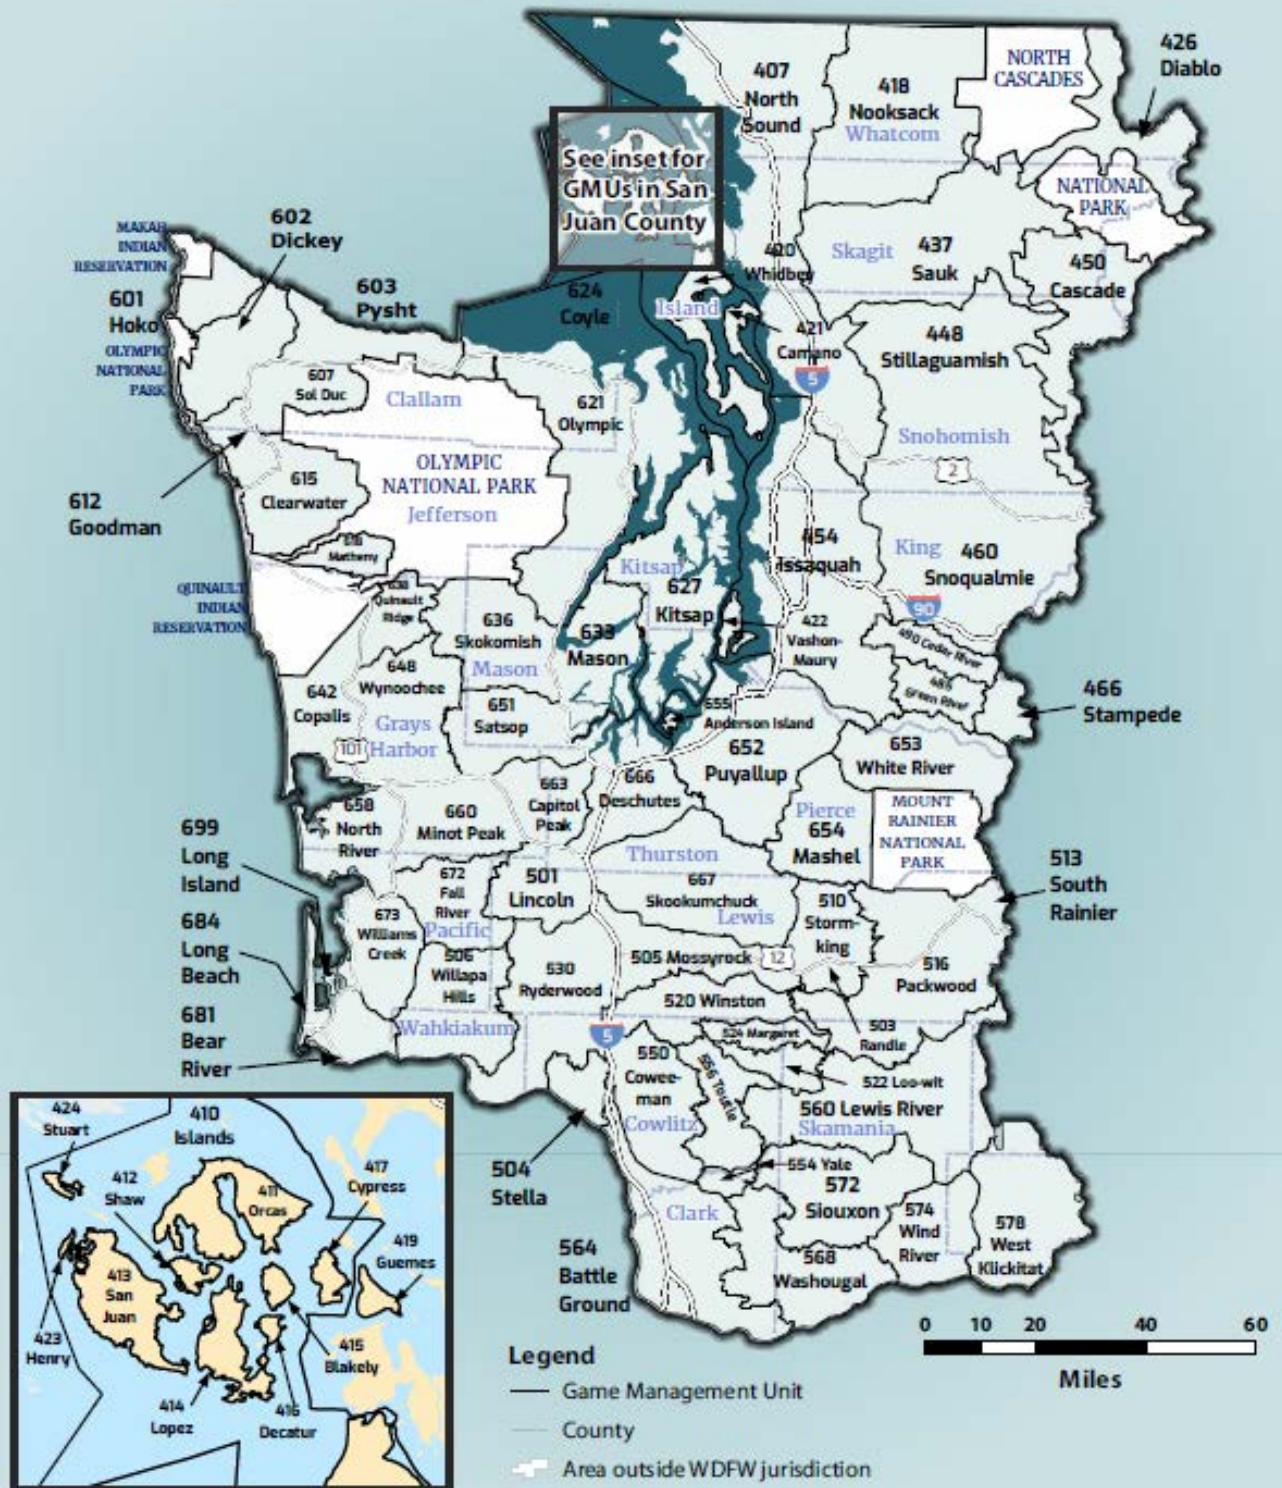 407
North
Sound
418
Nooksack
Whatcom
NORTH
CASCADES
426
Diablo
See inset for
GMUs in San
Juan County
NATIONAL
PARK
MAKAH
INDIAN
RESERVATION
602
Dickey
603
Pysht
601
Hoko
OLYMPIC
NATIONAL
PARK
624
Coyle
Island
420
Whidbey
Skagit
437
Sauk
450
Cascade
421
Camano
5
448
Stillaguamish
607
Sol Duc
Clallam
621
Olympic
Snohomish
2
612
Goodman
615
Clearwater
OLYMPIC
NATIONAL PARK
Jefferson
618
Matheny
454
Issaquah
King
460
Snoqualmie
90
Kitsap
627
Kitsap
QUINAULT
INDIAN
RESERVATION
638
Quinault
Ridge
636
Skokomish
633
Mason
Mason
422
Vashon-
Maury
490 Cedar River
485
Green River
466
Stampede
648
Wynoochee
642
Copalis
Grays
Harbor
101
651
Satsop
655
Anderson Island
652
Puyallup
653
White River
MOUNT
RAINIER
NATIONAL
PARK
Pierce
654
Mashel
658
North
River
660
Minot Peak
663
Capitol
Peak
666
Deschutes
Thurston
699
Long
Island
684
Long
Beach
681
Bear
River
672
Fall
River
Pacific
673
Williams
Creek
501
Lincoln
667
Skookumchuck
Lewis
510
Storm-
king
513
South
Rainier
506
Willapa
Hills
530
Ryderwood
505 Mossyrock
12
516
Packwood
520 Winston
Wahkiakum
5
524 Margaret
503
Randle
550
Cowee-
man
Cowlitz
556 Toutle
522 Loo-wit
560 Lewis River
Skamania
504
Stella
554 Yale
572
Siouxon
574
Wind
River
578
West
Klickitat
Clark
568
Washougal
564
Battle
Ground
424
Stuart
410
Islands
412
Shaw
411
Orcas
417
Cypress
419
Guemes
413
San
Juan
423
Henry
415
Blakely
414
Lopez
416
Decatur
0 10 20 40 60
Miles
Legend
Game Management Unit
County
Area outside WDFW jurisdiction